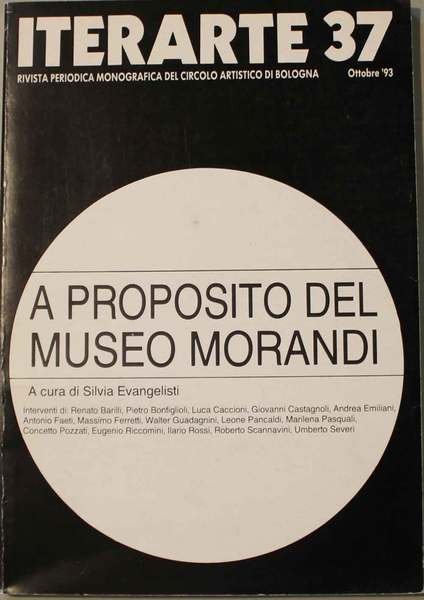 ITERARTE 37
RIVISTA PERIODICA MONOGRAFICA DEL CIRCOLO ARTISTICO DI BOLOGNA Ottobre '93
A PROPOSITO DEL
MUSEO MORANDI
A cura di Silvia Evangelisti
Interventi di: Renato Barilli, Pietro Bonfiglioli, Luca Caccioni, Giovanni Castagnoli, Andrea Emiliani,
Antonio Faeti, Massimo Ferretti, Walter Guadagnini, Leone Pancaldi, Marilena Pasquali,
Concetto Pozzati, Eugenio Riccomini, Ilario Rossi, Roberto Scannavini, Umberto Severi